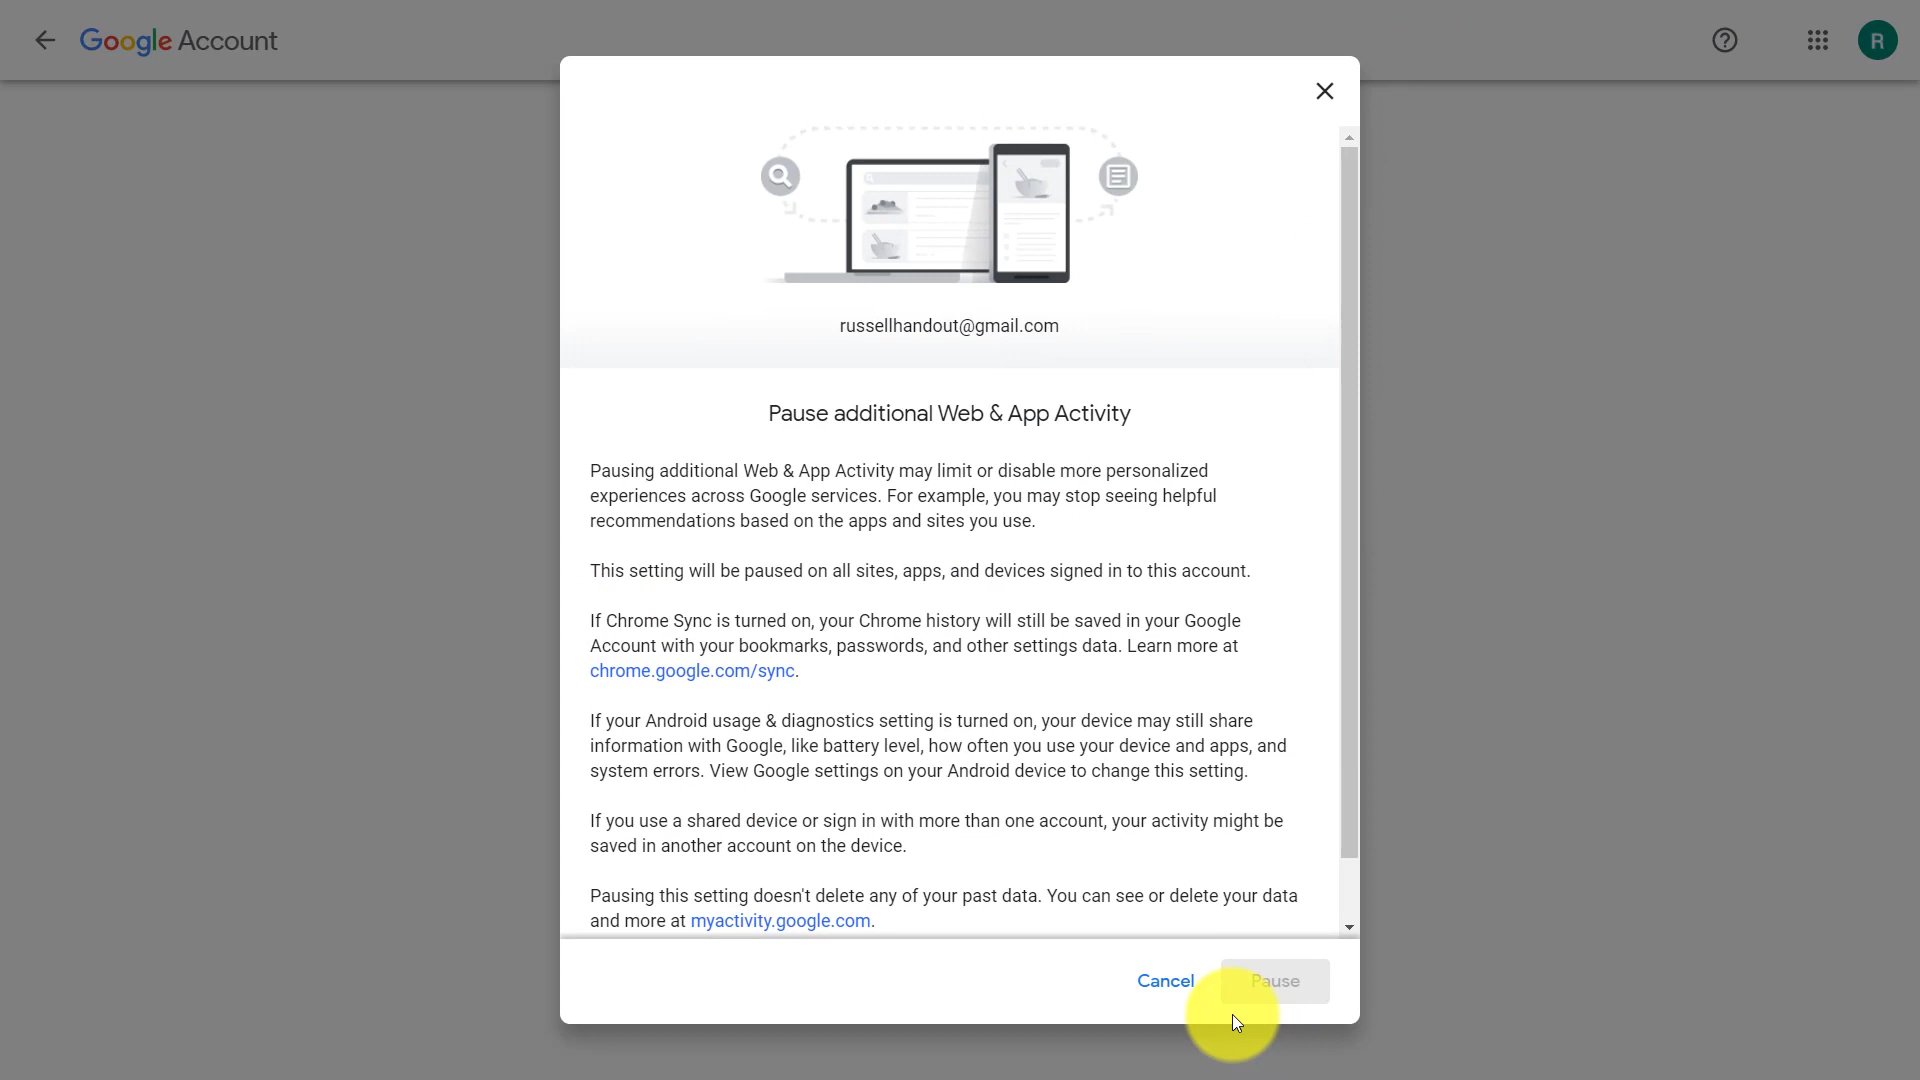 Google Account
R
russellhandout@gmail.com
Pause additional Web & App Activity
Pausing additional Web & App Activity may limit or disable more personalized
experiences across Google services. For example, you may stop seeing helpful
recommendations based on the apps and sites you use.
This setting will be paused on all sites, apps, and devices signed in to this account.
If Chrome Sync is turned on, your Chrome history will still be saved in your Google
Account with your bookmarks, passwords, and other settings data. Learn more at
chrome.google.com/sync.
If your Android usage & diagnostics setting is turned on, your device may still share
information with Google, like battery level, how often you use your device and apps, and
system errors. View Google settings on your Android device to change this setting.
If you use a shared device or sign in with more than one account, your activity might be
saved in another account on the device.
Pausing this setting doesn't delete any of your past data. You can see or delete your data
and more at myactivity.google.com.
Cancel Pause